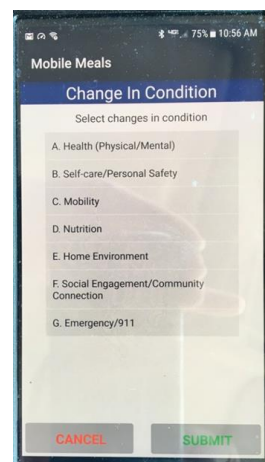 75% 10:56 AM
Mobile Meals
Change In Condition
Select changes in condition
A. Health (Physical/Mental)
B. Self-care/Personal Safety
C. Mobility
D. Nutrition
E. Home Environment
F. Social Engagement/Community
Connection
G. Emergency/911
CANCEL SUBMIT